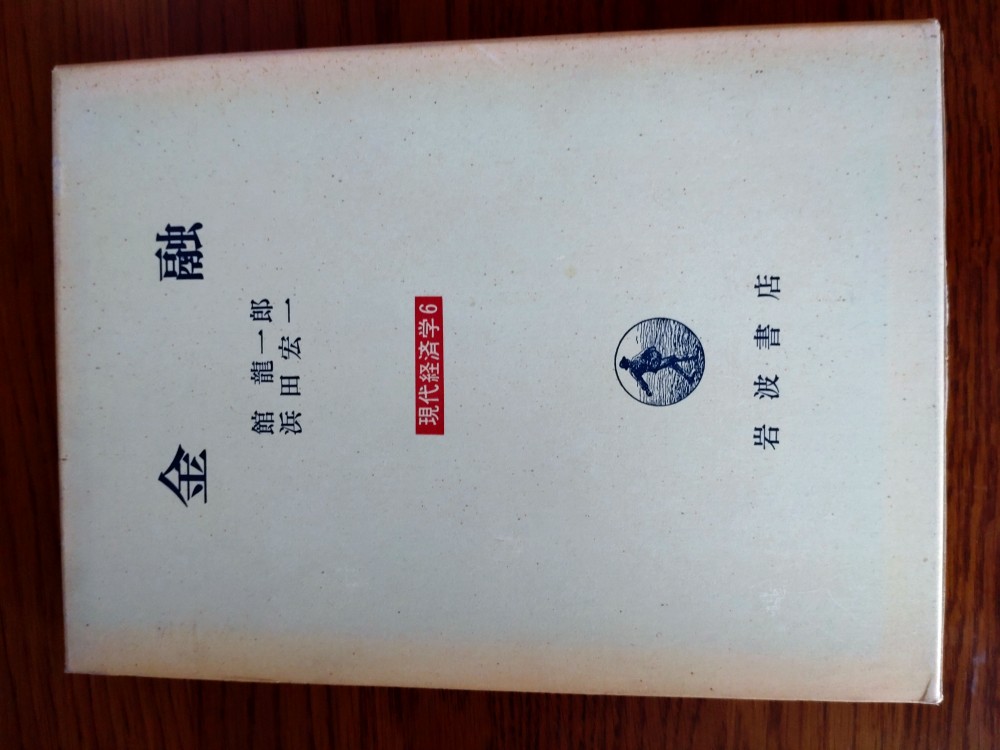 金融
館龍一郎
浜田宏一
現代経済学6
岩波書店